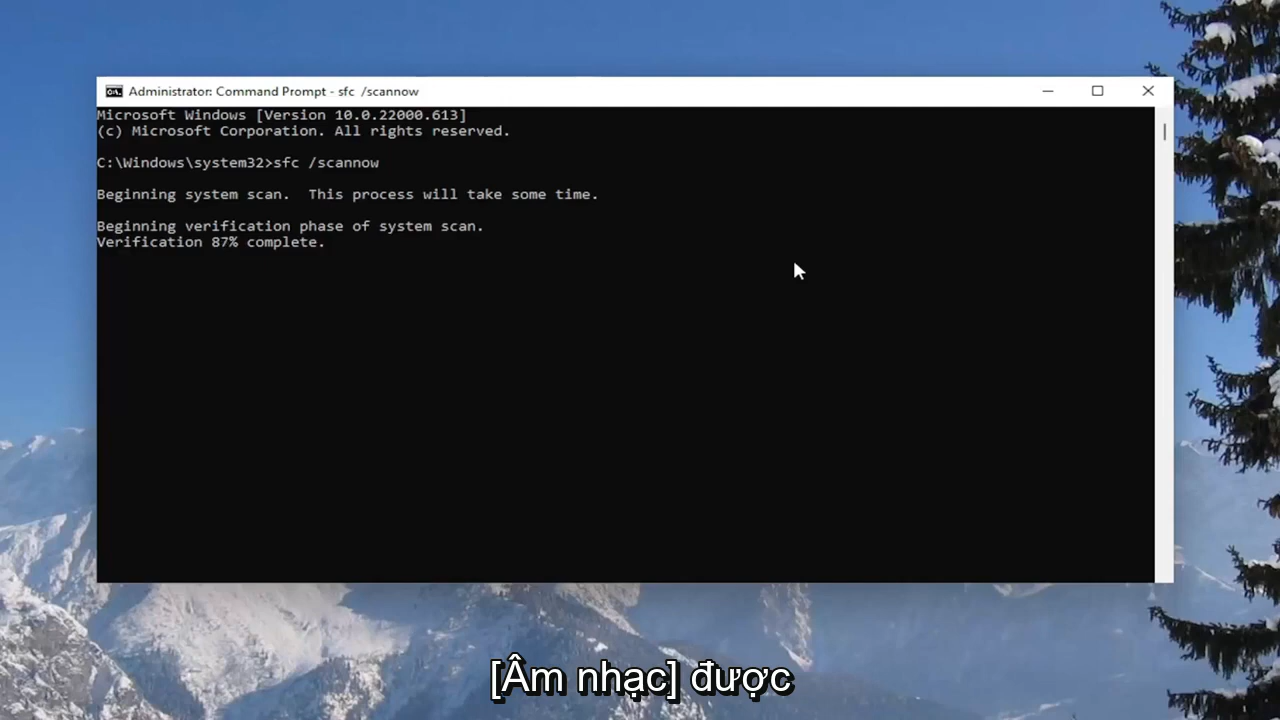 Administrator: Command Prompt - sfc  /scannow
Microsoft Windows [Version 10.0.22000.613]
(c) Microsoft Corporation. All rights reserved.
C:\Windows\system32>sfc /scannow
Beginning system scan.  This process will take some time.
Beginning verification phase of system scan.
Verification 87% complete.
[Âm nhạc] được